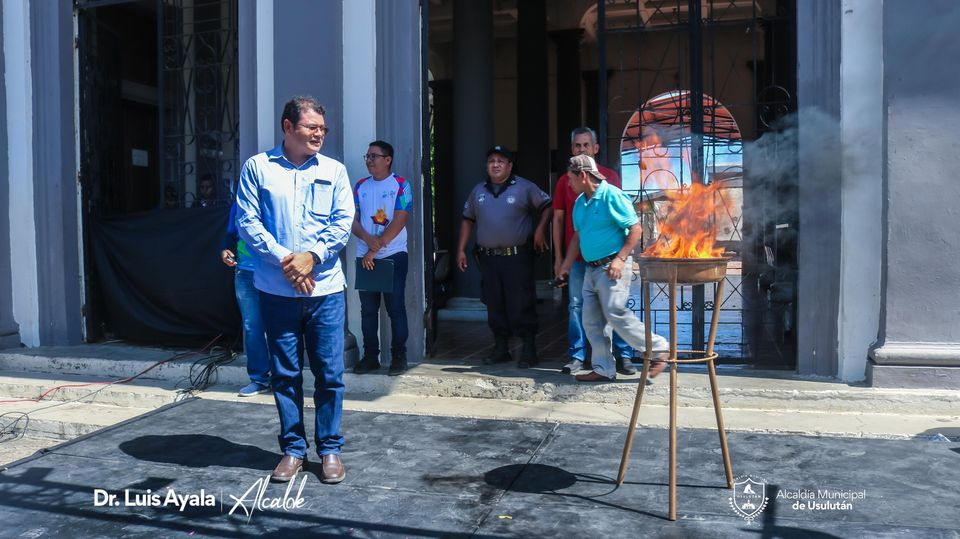 Dr. Luis Ayala | Alcalde
Alcaldía Municipal
de Usulután